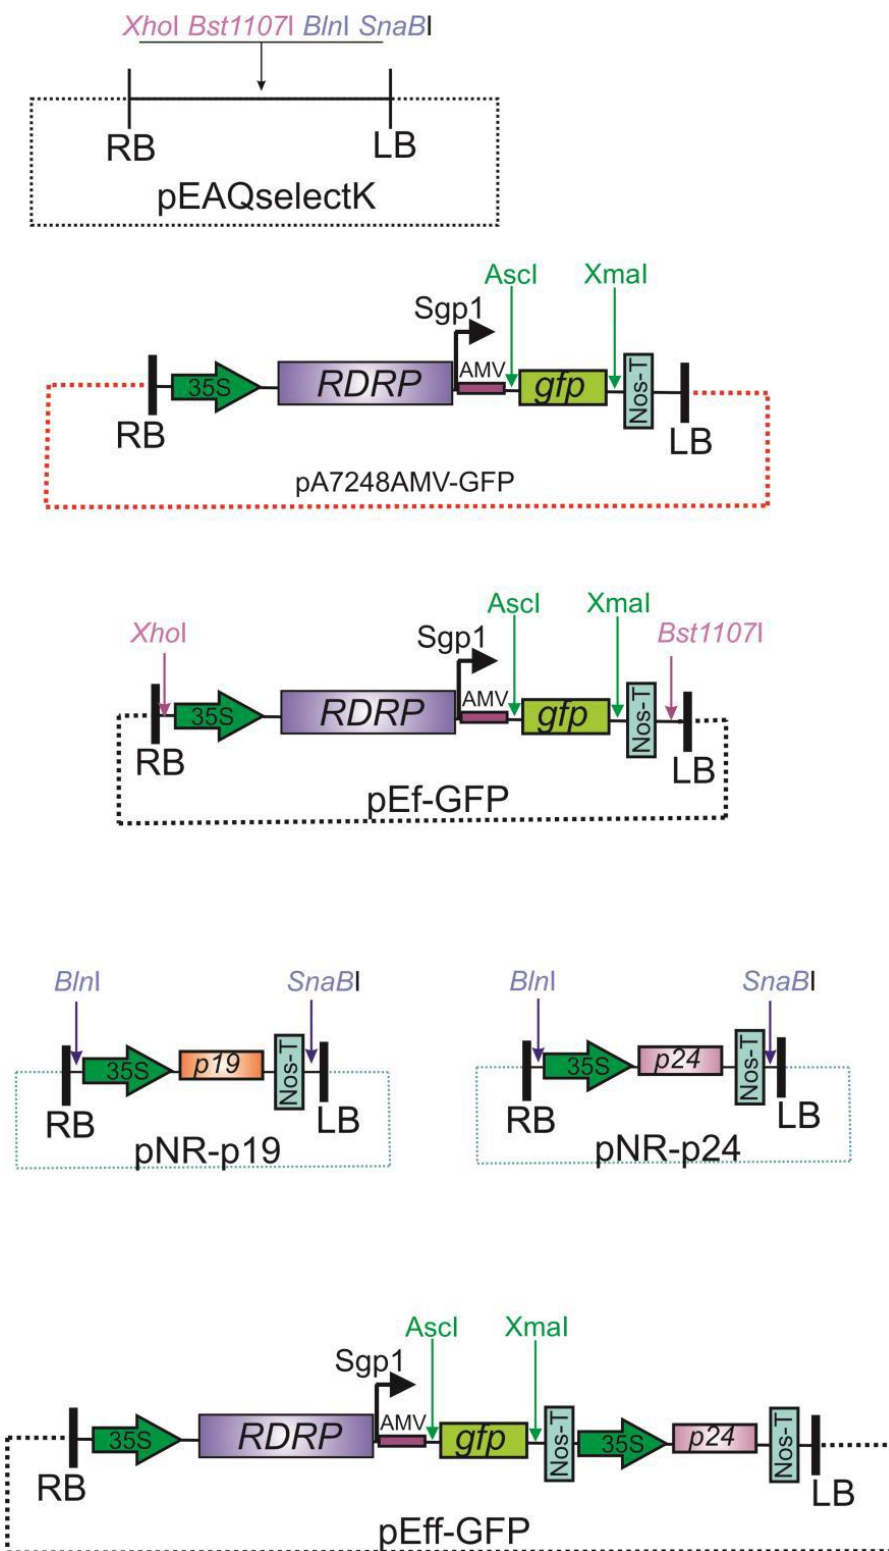 XhoI Bst1107I BlnI SnaBI
RB LB
pEAQselectK
AscI XmaI
Sgp1
35S RDRP AMV gfp Nos-T
RB LB
pA7248AMV-GFP
XhoI AscI XmaI Bst1107I
Sgp1
35S RDRP AMV gfp Nos-T
RB LB
pEf-GFP
BlnI SnaBI
35S p19 Nos-T
RB LB
pNR-p19
BlnI SnaBI
35S p24 Nos-T
RB LB
pNR-p24
AscI XmaI
Sgp1
35S RDRP AMV gfp Nos-T 35S p24 Nos-T
RB LB
pEff-GFP